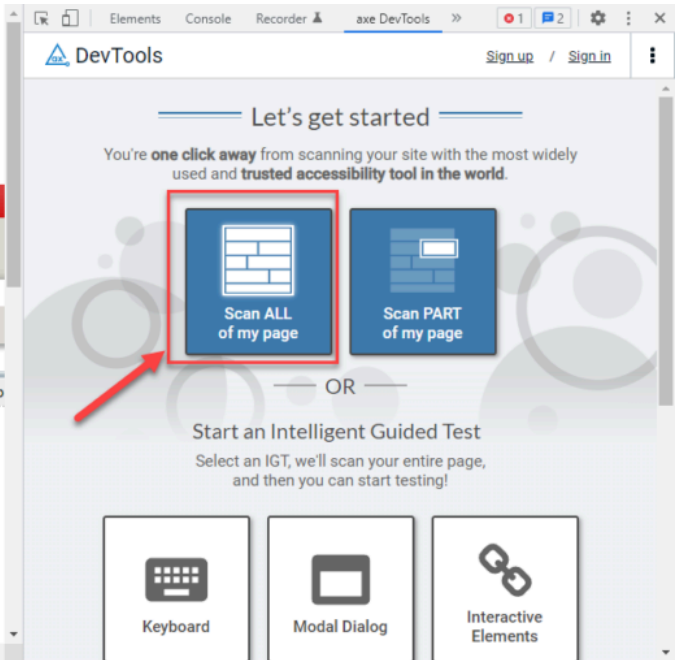 Elements Console Recorder axe DevTools » 1 2
ax DevTools Sign up / Sign in
Let's get started
You're one click away from scanning your site with the most widely
used and trusted accessibility tool in the world.
Scan ALL
of my page
Scan PART
of my page
OR
Start an Intelligent Guided Test
Select an IGT, we'll scan your entire page,
and then you can start testing!
Keyboard
Modal Dialog
Interactive
Elements